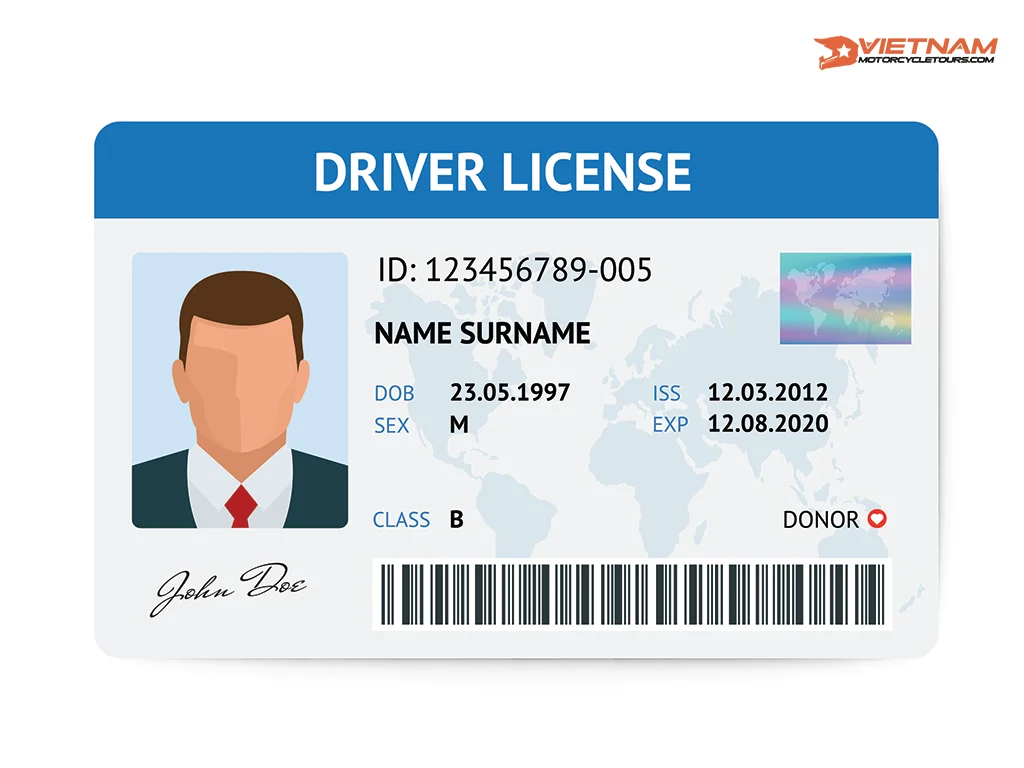 VIETNAM
MOTORCYCLETOURS.COM
DRIVER LICENSE
ID: 123456789-005
NAME SURNAME
DOB 23.05.1997 ISS 12.03.2012
SEX M EXP 12.08.2020
CLASS B DONOR
John Doe